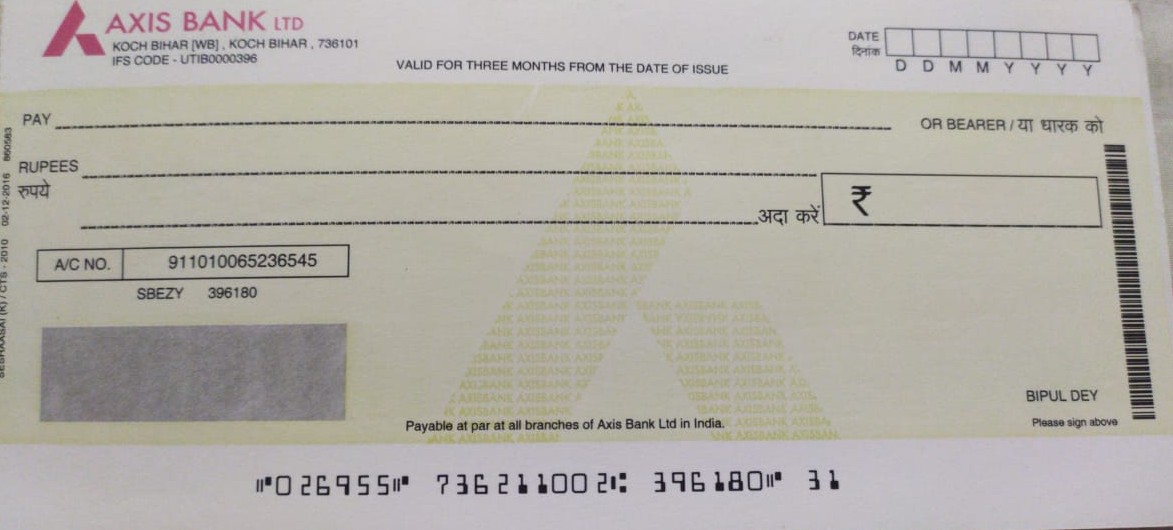 AXIS BANK LTD
KOCH BIHAR [WB] , KOCH BIHAR , 736101
IFS CODE - UTIB0000396
VALID FOR THREE MONTHS FROM THE DATE OF ISSUE
DATE
दिनांक
D D M M Y Y Y Y
PAY
OR BEARER / या धारक को
RUPEES
रुपये
अदा करें
₹
A/C NO. 911010065236545
SBEZY 396180
BIPUL DEY
Please sign above
Payable at par at all branches of Axis Bank Ltd in India.
026955 736211002 396180 31
CTS - 2010 02-12-2016 860583